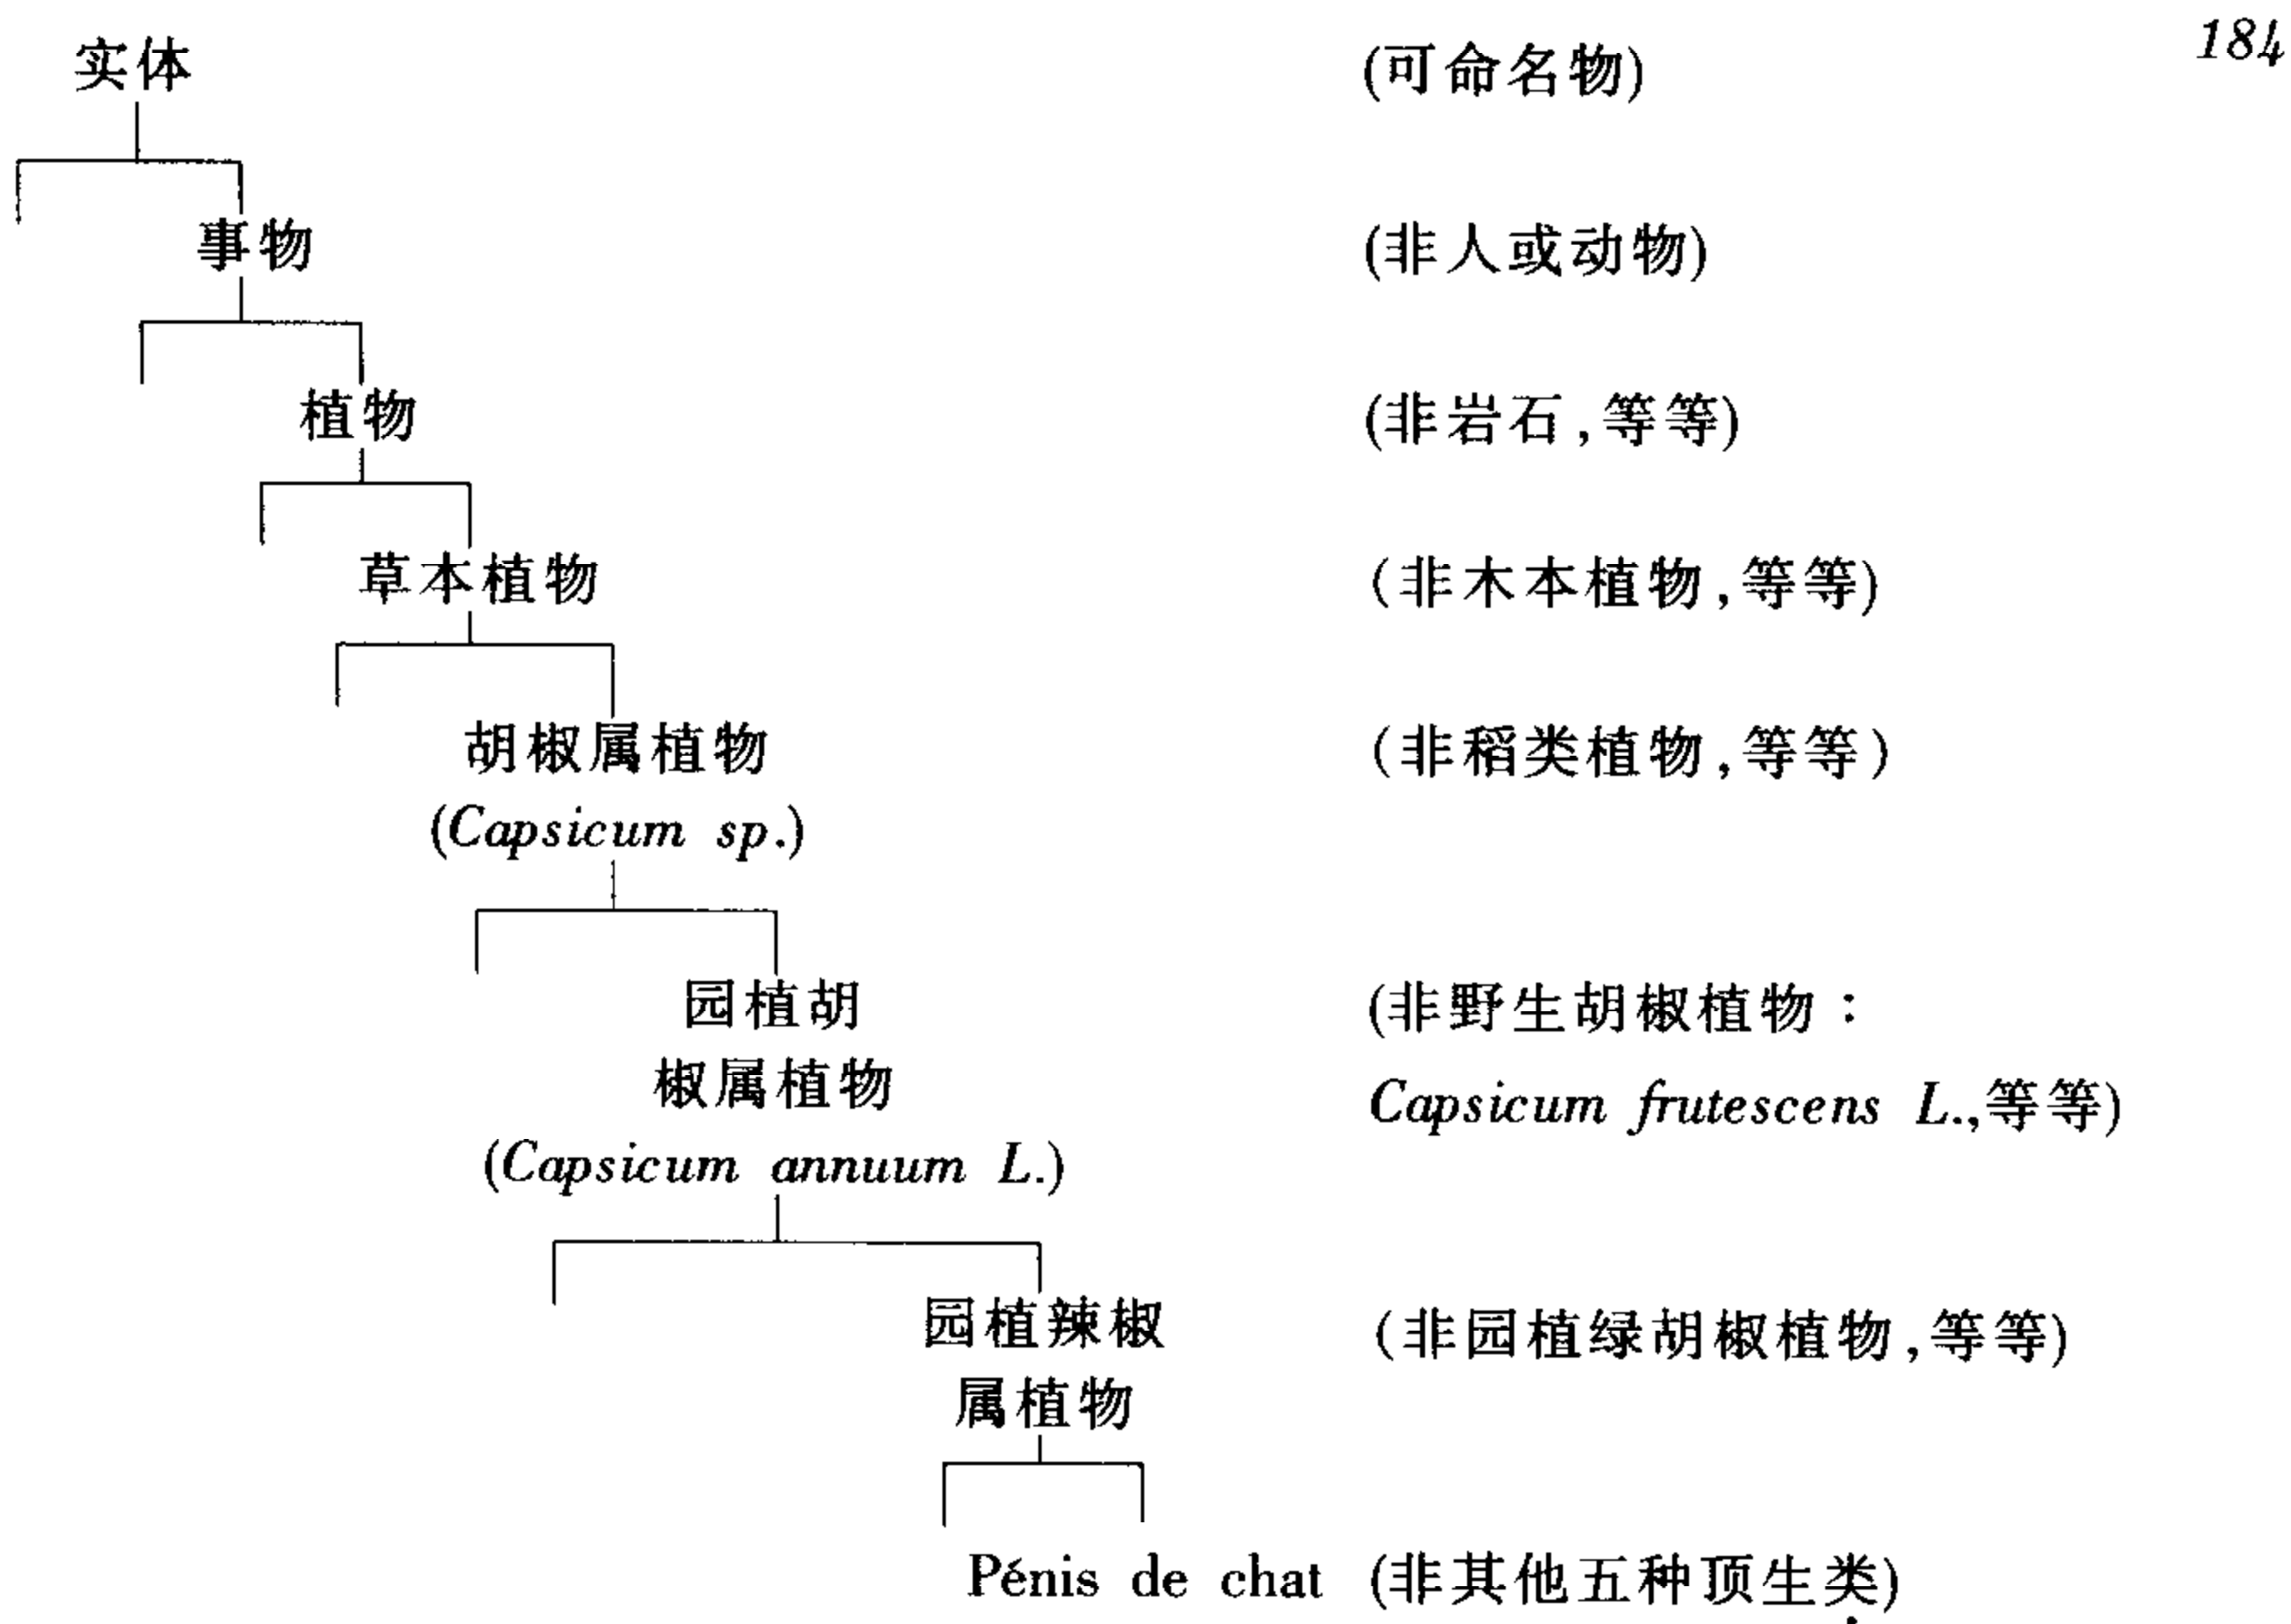 184
实体 (可命名物)
事物 (非人或动物)
植物 (非岩石,等等)
草本植物 (非木本植物,等等)
胡椒属植物 (非稻类植物,等等)
(Capsicum sp.)
园植胡 (非野生胡椒植物:
椒属植物 Capsicum frutescens L.,等等)
(Capsicum annuum L.)
园植辣椒 (非园植绿胡椒植物,等等)
属植物
Pénis de chat (非其他五种顶生类)